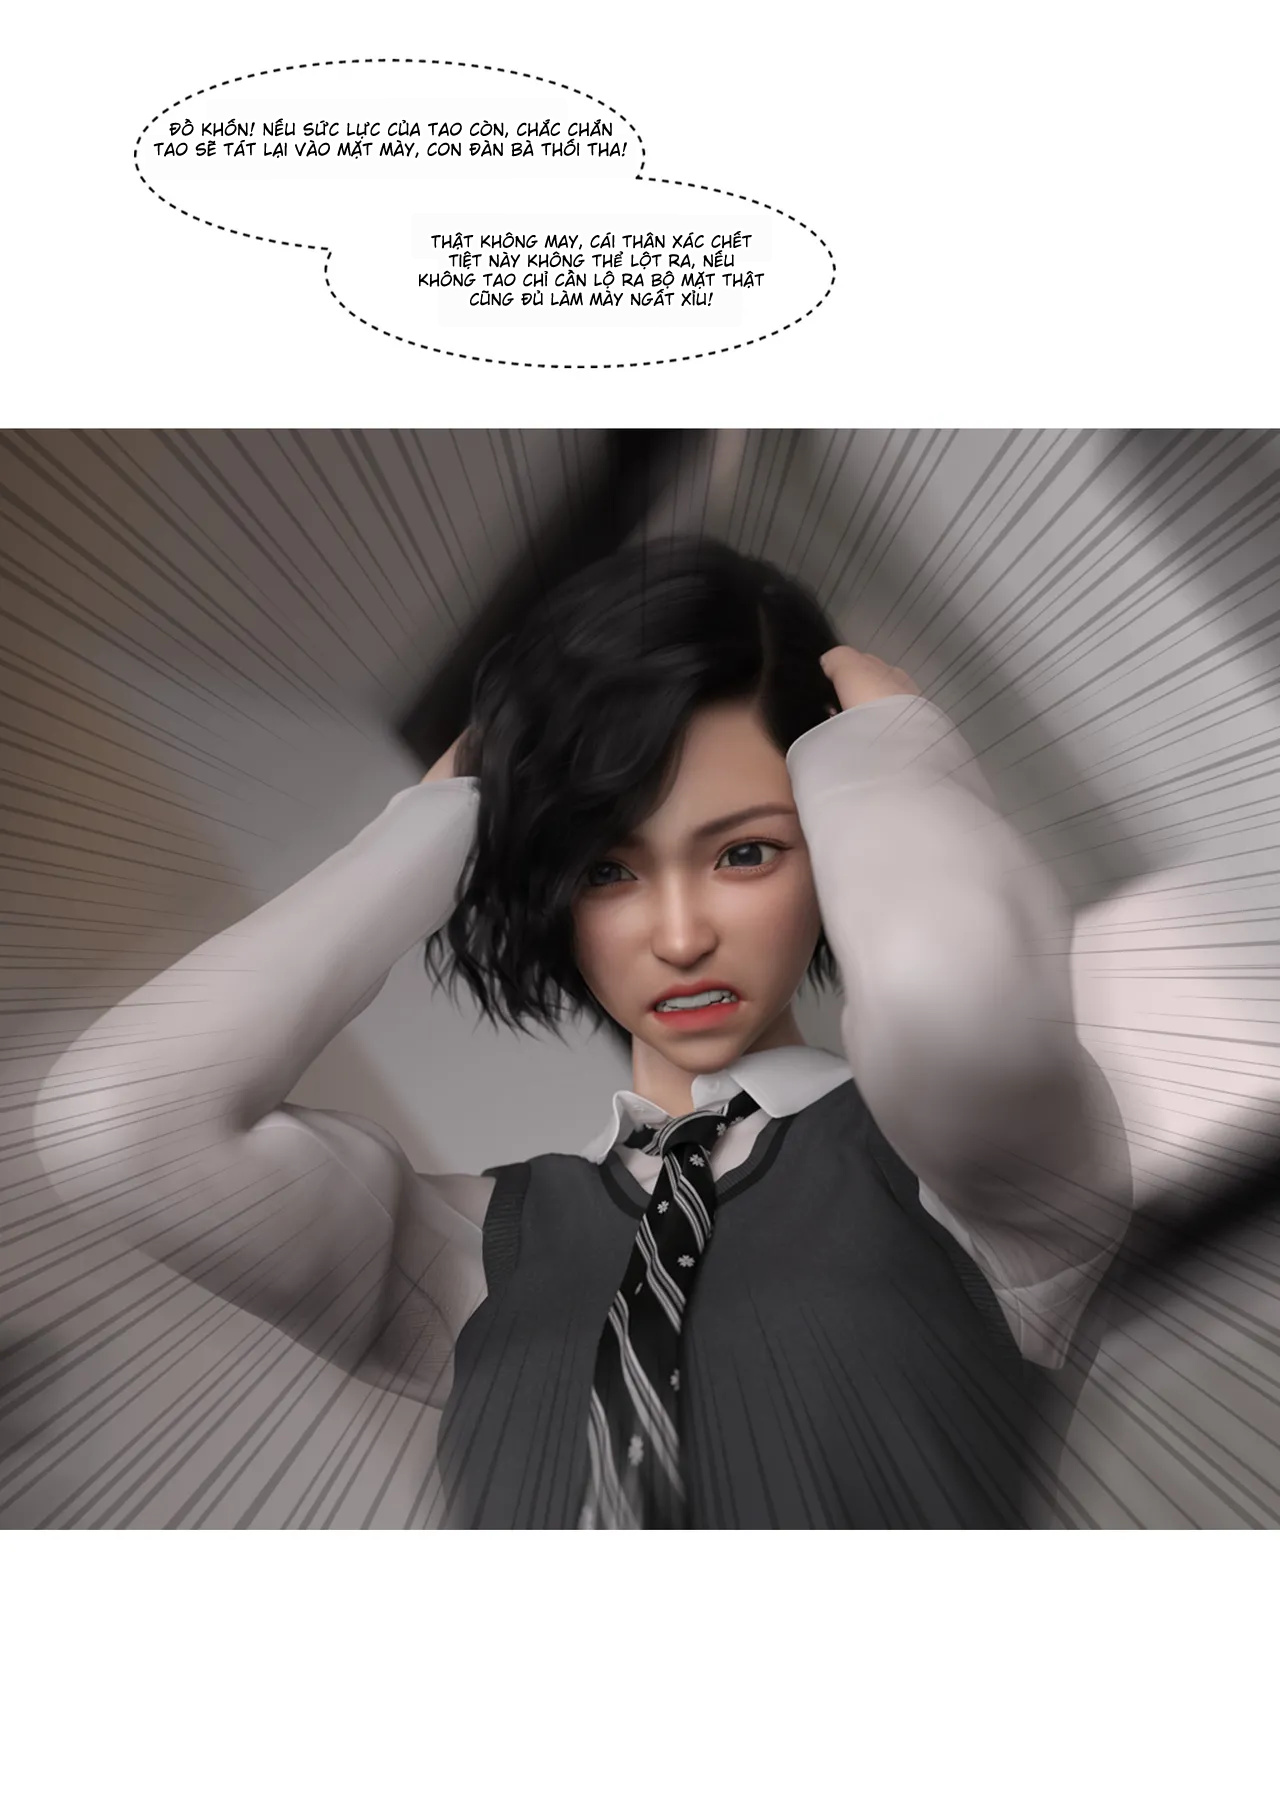 ĐỒ KHỐN! NẾU SỨC LỰC CỦA TAO CÒN, CHẮC CHẮN
TAO SẼ TÁT LẠI VÀO MẶT MÀY, CON ĐÀN BÀ THỐI THA!
THẬT KHÔNG MAY, CÁI THÂN XÁC CHẾT
TIỆT NÀY KHÔNG THỂ LỘT RA, NẾU
KHÔNG TAO CHỈ CẦN LỘ RA BỘ MẶT THẬT
CŨNG ĐỦ LÀM MÀY NGẤT XỈU!